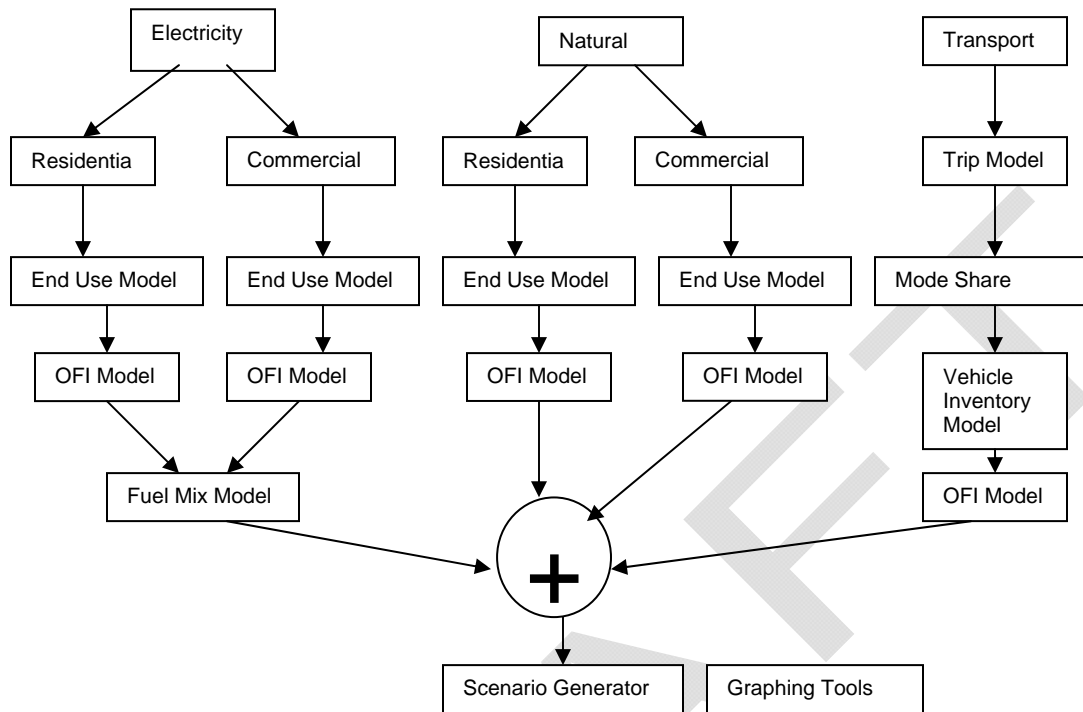 Electricity
Natural
Transport
Residentia
Commercial
Residentia
Commercial
Trip Model
End Use Model
End Use Model
End Use Model
End Use Model
Mode Share
OFI Model
OFI Model
OFI Model
OFI Model
Vehicle
Inventory
Model
Fuel Mix Model
OFI Model
+
Scenario Generator
Graphing Tools